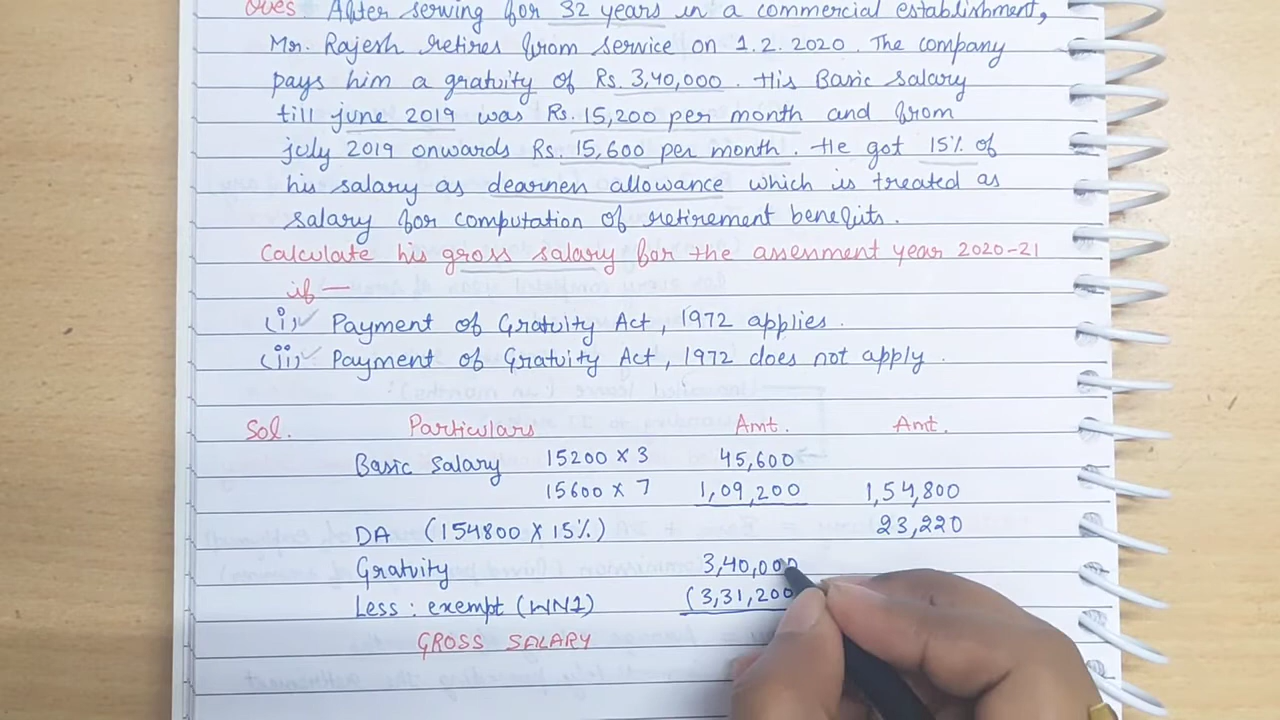 Ques. After serving for 32 years in a commercial establishment,
Mr. Rajesh retires from service on 1.2.2020. The company
pays him a gratuity of Rs. 3,40,000. His Basic salary
till june 2019 was Rs. 15,200 per month and from
july 2019 onwards Rs. 15,600 per month. He got 15% of
his salary as dearness allowance which is treated as
salary for computation of retirement benefits.
Calculate his gross salary for the assessment year 2020-21
if —
(i) Payment of Gratuity Act, 1972 applies.
(ii) Payment of Gratuity Act, 1972 does not apply.
Sol. Particulars Amt. Amt.
Basic Salary 15200 x 3 45,600
15600 x 7 1,09,200 1,54,800
DA (154800 x 15%) 23,220
Gratuity 3,40,000
Less : exempt (WN1) (3,31,200
GROSS SALARY